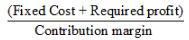 (Fixed Cost + Required profit)
Contribution margin